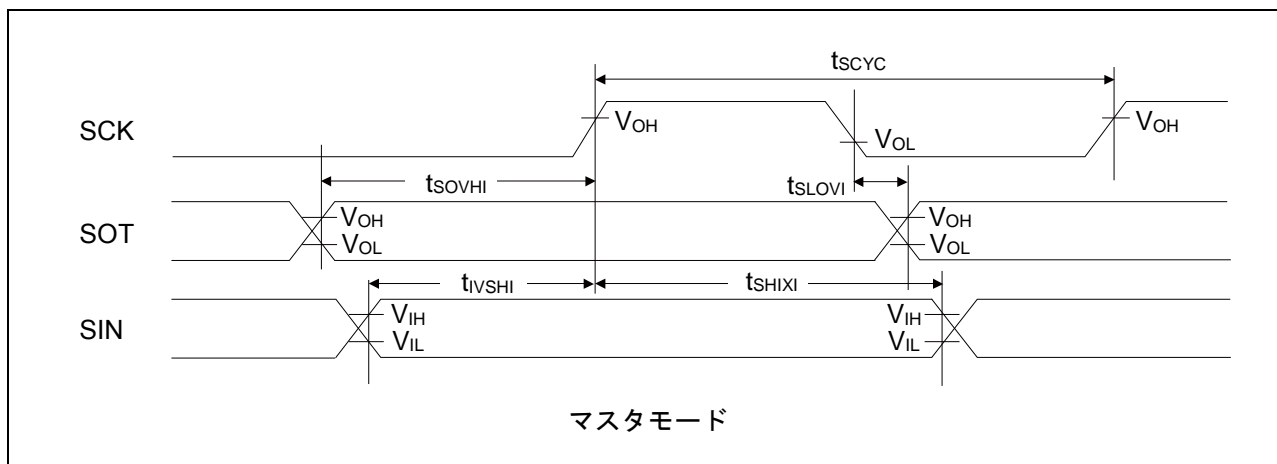 tSCYC
SCK
VOH
VOL
VOH
tSOVHI
tSLOVI
SOT
VOH
VOL
VOH
VOL
tIVSHI
tSHIXI
SIN
VIH
VIL
VIH
VIL
マスタモード